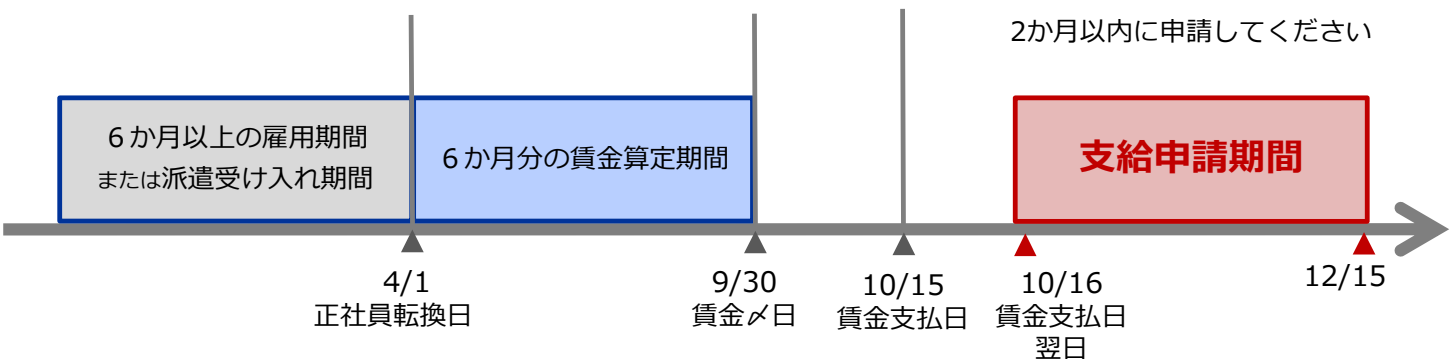 2か月以内に申請してください
6か月以上の雇用期間
または派遣受け入れ期間
6か月分の賃金算定期間
支給申請期間
4/1
正社員転換日
9/30
賃金〆日
10/15
賃金支払日
10/16
賃金支払日
翌日
12/15